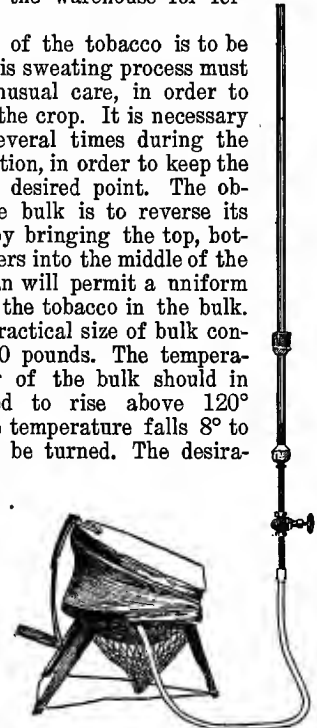 the warehouse for fer-
of the tobacco is to be
is sweating process must
nusual care, in order to
the crop. It is necessary
everal times during the
tion, in order to keep the
desired point. The ob-
e bulk is to reverse its
y bringing the top, bot-
ers into the middle of the
n will permit a uniform
the tobacco in the bulk.
ractical size of bulk con-
0 pounds. The tempera-
of the bulk should in
d to rise above 120°
temperature falls 8° to
be turned. The desira-